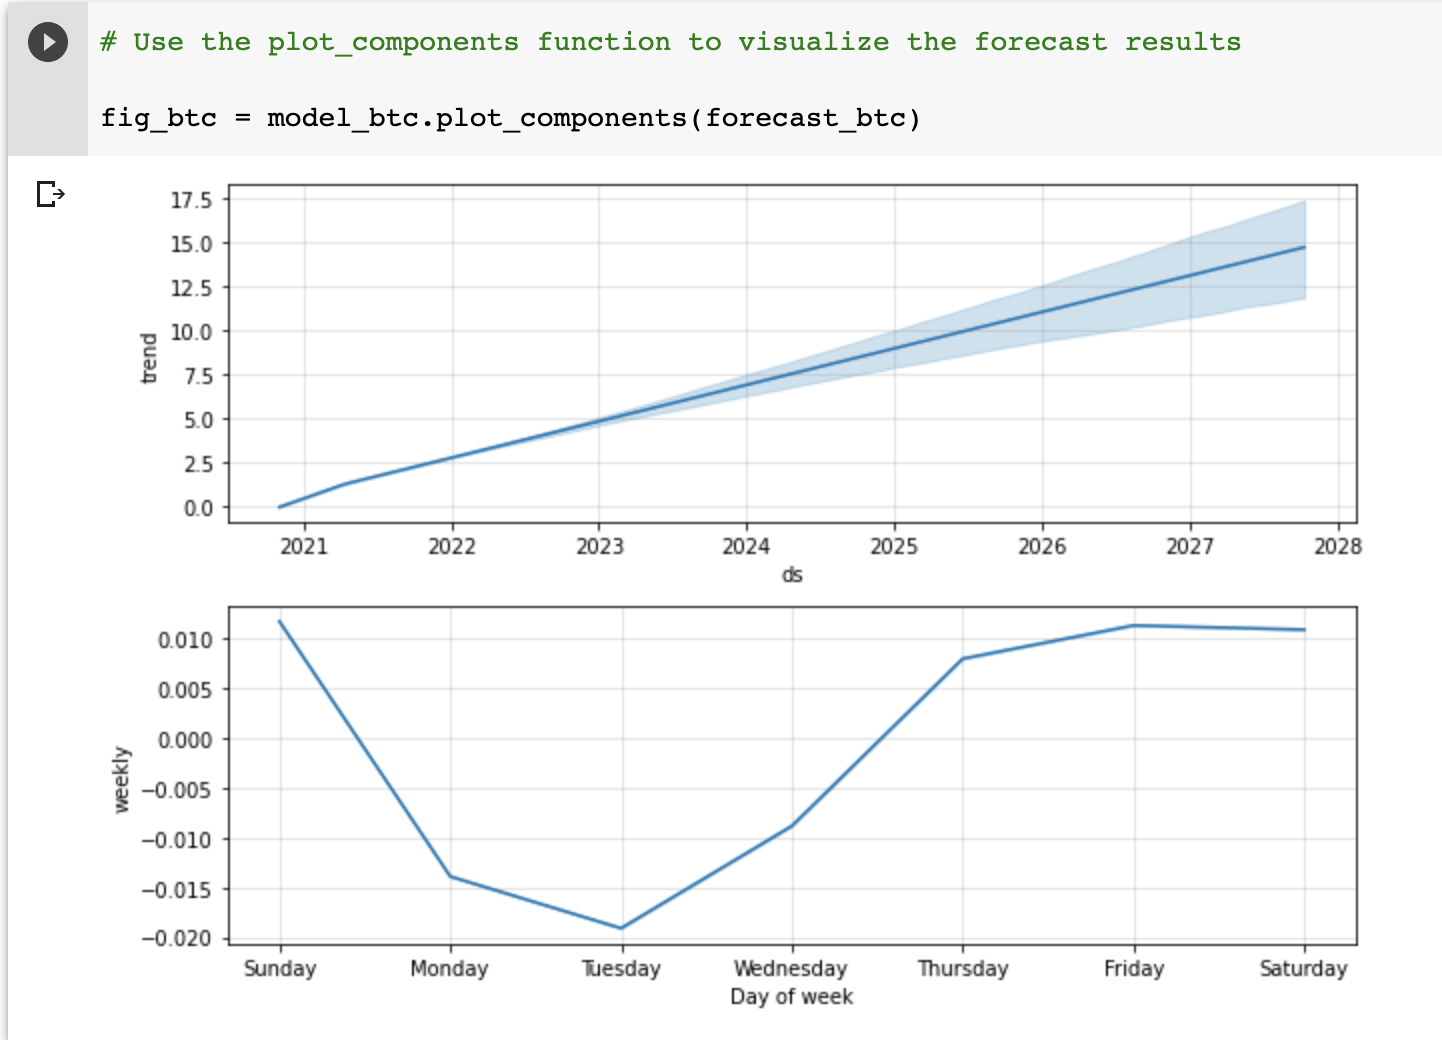 # Use the plot_components function to visualize the forecast results
fig_btc = model_btc.plot_components(forecast_btc)
17.5
15.0
12.5
10.0
7.5
5.0
2.5
0.0
trend
2021 2022 2023 2024 2025 2026 2027 2028
ds
0.010
0.005
0.000
−0.005
−0.010
−0.015
−0.020
weekly
Sunday Monday Tuesday Wednesday Thursday Friday Saturday
Day of week